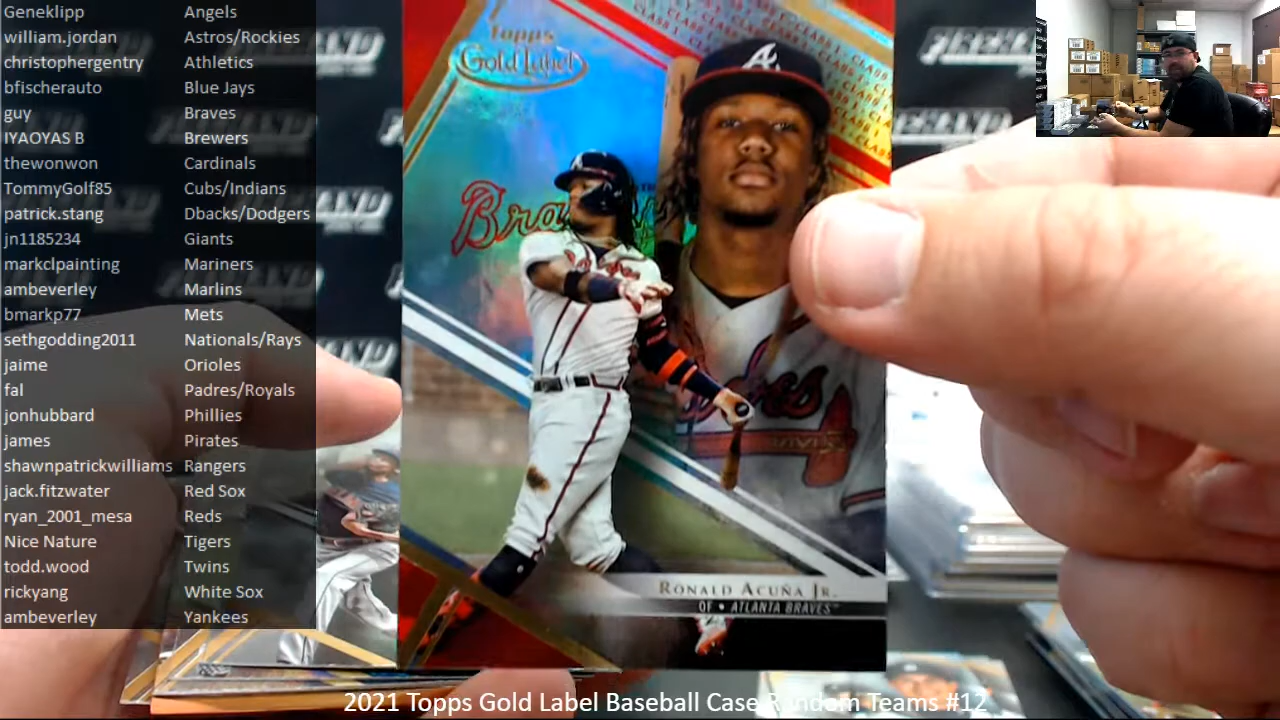 Geneklipp Angels
william.jordan Astros/Rockies
christophergentry Athletics
bfischerauto Blue Jays
guy Braves
IYAOYAS B Brewers
thewonwon Cardinals
TommyGolf85 Cubs/Indians
patrick.stang Dbacks/Dodgers
jn1185234 Giants
markclpainting Mariners
ambeverley Marlins
bmarkp77 Mets
sethgodding2011 Nationals/Rays
jaime Orioles
fal Padres/Royals
jonhubbard Phillies
james Pirates
shawnpatrickwilliams Rangers
jack.fitzwater Red Sox
ryan_2001_mesa Reds
Nice Nature Tigers
todd.wood Twins
rickyang White Sox
ambeverley Yankees
Topps
Gold Label
CLASS 1
A
RONALD ACUÑA JR.
OF • ATLANTA BRAVES
2021 Topps Gold Label Baseball Case Random Teams #12